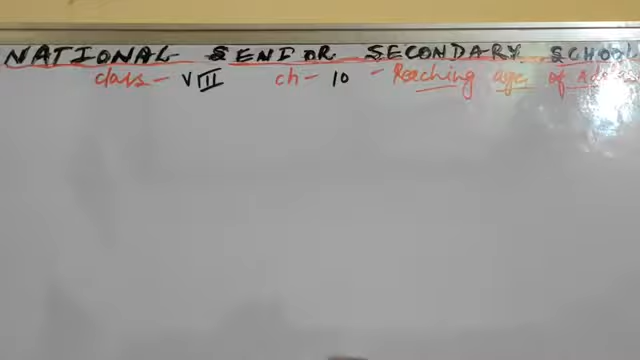 NATIONAL SENIOR SECONDARY SCHOOL
class - VIII ch - 10 - Reaching age of